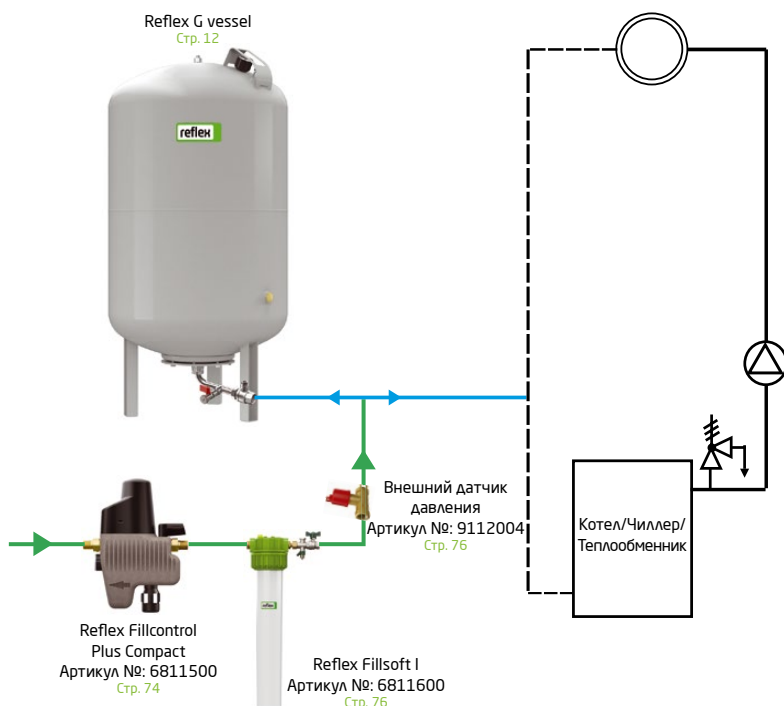 Reflex G vessel
Стр. 12
reflex
Внешний датчик
давления
Артикул №: 9112004
Стр. 76
Котел/Чиллер/
Теплообменник
Reflex Fillcontrol
Plus Compact
Артикул №: 6811500
Стр. 74
reflex
Reflex Fillsoft I
Артикул №: 6811600
Стр. 76